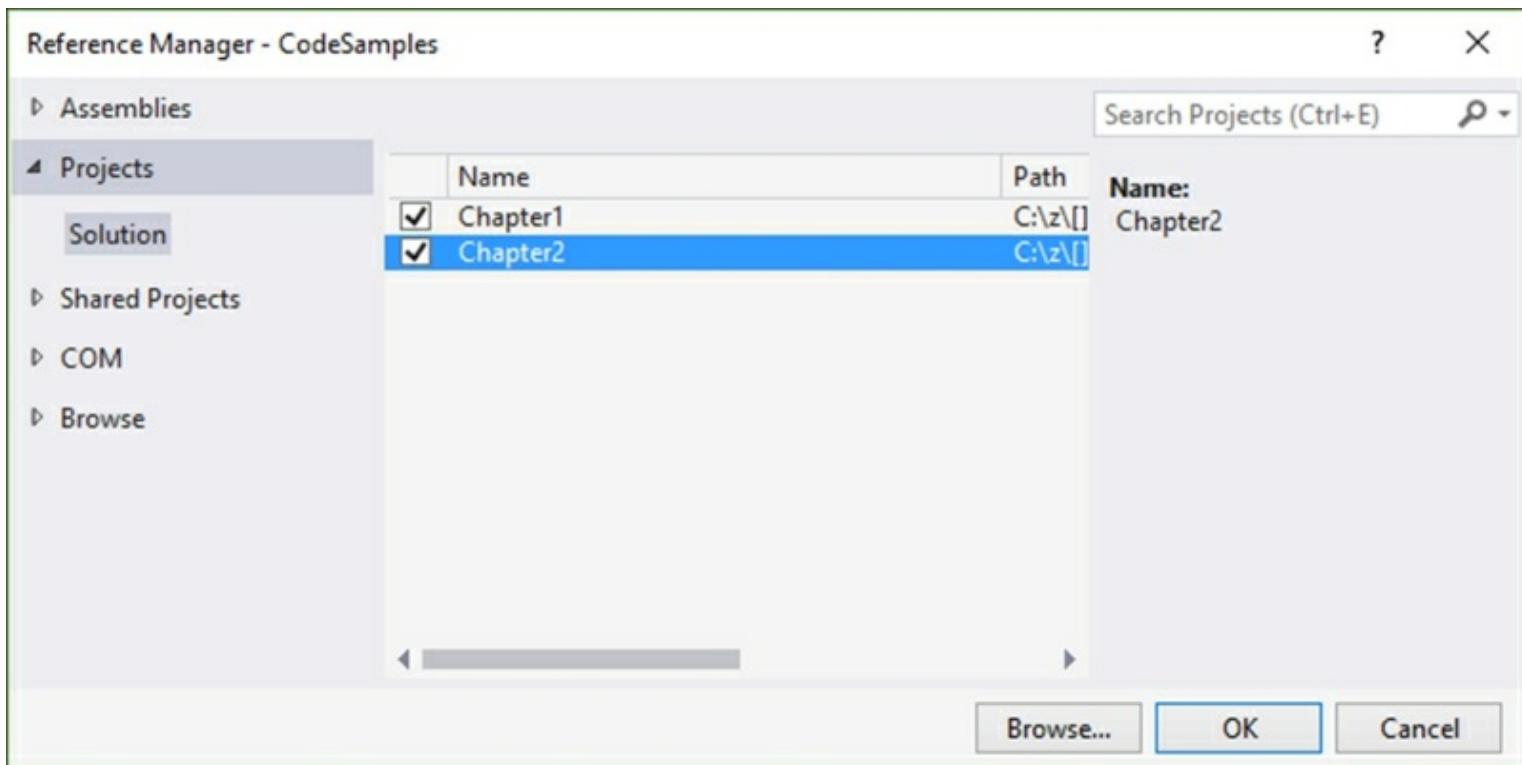 Reference Manager - CodeSamples ?
Assemblies
Search Projects (Ctrl+E)
Projects
Solution
Shared Projects
COM
Browse
Name Path
Chapter1 C:\z\[]
Chapter2 C:\z\[]
Name:
Chapter2
Browse... OK Cancel